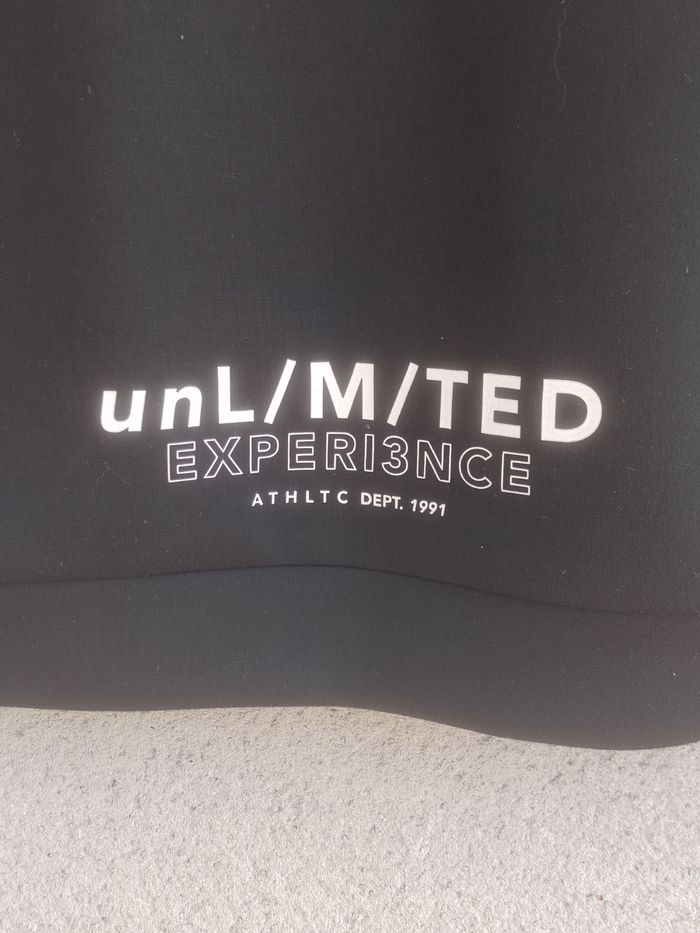 unL/M/TED
EXPERI3NCE
ATHLTC DEPT. 1991